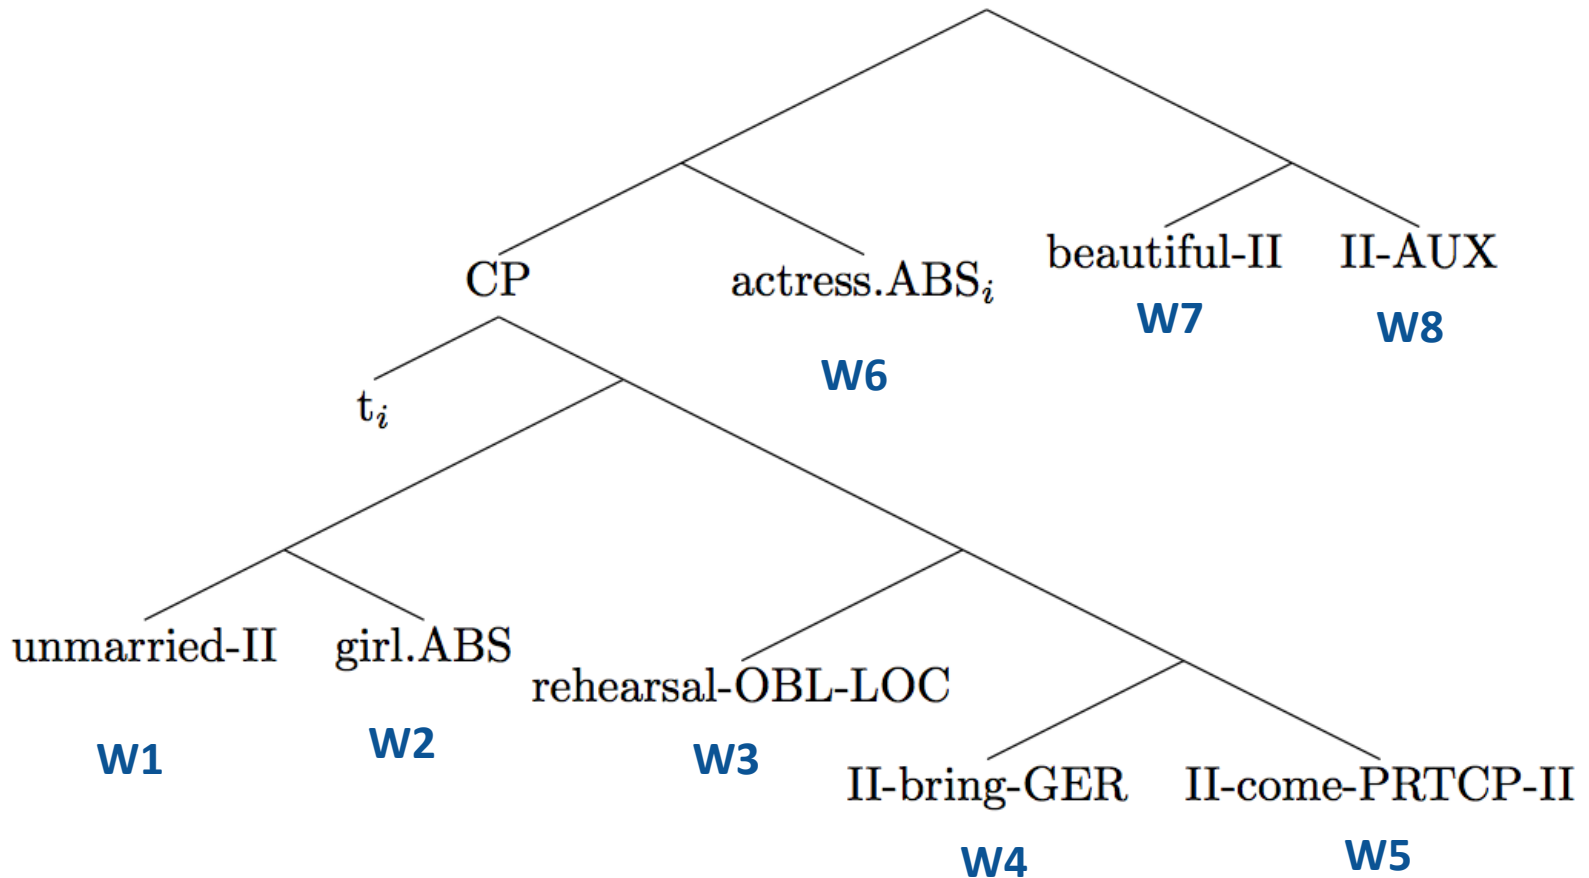 CP
actress.ABSᵢ
beautiful-II
II-AUX
W7
W8
W6
tᵢ
unmarried-II
girl.ABS
rehearsal-OBL-LOC
W1
W2
W3
II-bring-GER
II-come-PRTCP-II
W4
W5